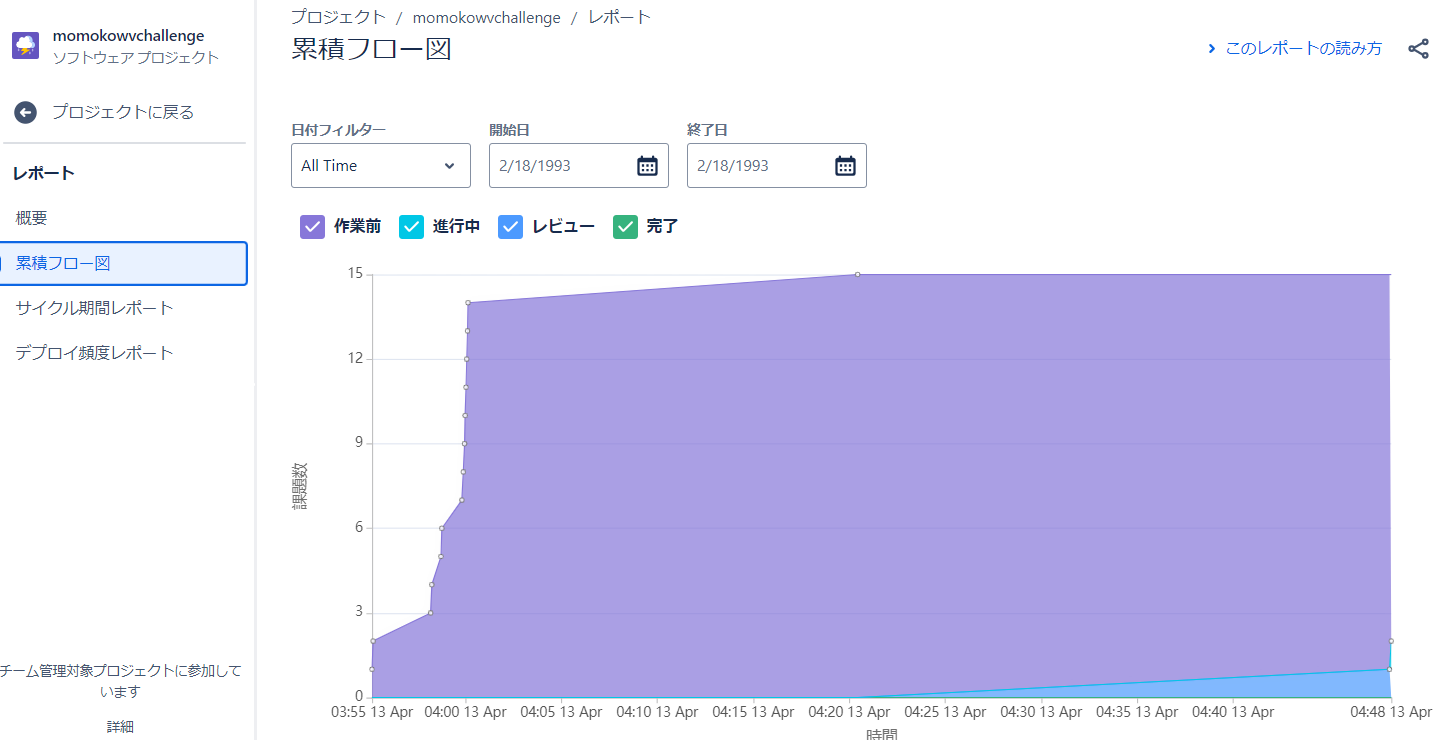 momokowvchallenge
ソフトウェア プロジェクト
プロジェクトに戻る
レポート
概要
累積フロー図
サイクル期間レポート
デプロイ頻度レポート
チーム管理対象プロジェクトに参加して
います
詳細
プロジェクト / momokowvchallenge / レポート
累積フロー図
このレポートの読み方
日付フィルター 開始日 終了日
All Time 2/18/1993 2/18/1993
作業前 進行中 レビュー 完了
15
12
9
6
3
0
課題数
03:55 13 Apr 04:00 13 Apr 04:05 13 Apr 04:10 13 Apr 04:15 13 Apr 04:20 13 Apr 04:25 13 Apr 04:30 13 Apr 04:35 13 Apr 04:40 13 Apr 04:48 13 Apr
時間